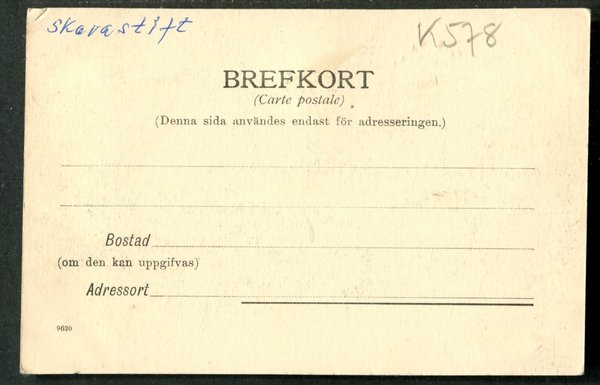 skarastift
K578
BREFKORT
(Carte postale)
(Denna sida användes endast för adresseringen.)
Bostad
(om den kan uppgifvas)
Adressort
9630